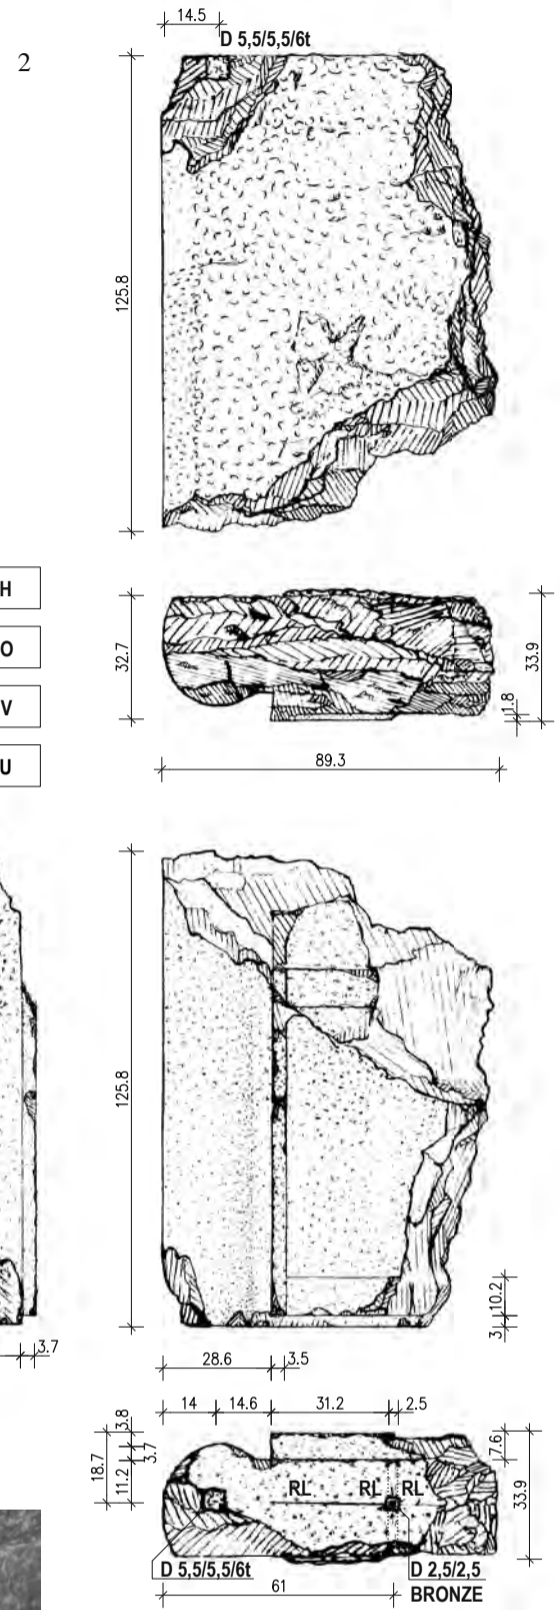 14.5
D 5,5/5,5/6t
2
125.8
H
O
V
U
32.7
33.9
1.8
89.3
125.8
10.2
3
3.7
28.6
3.5
14
14.6
31.2
2.5
3.8
3.7
18.7
11.2
7.6
33.9
RL
RL
RL
D 5,5/5,5/6t
D 2,5/2,5
61
BRONZE